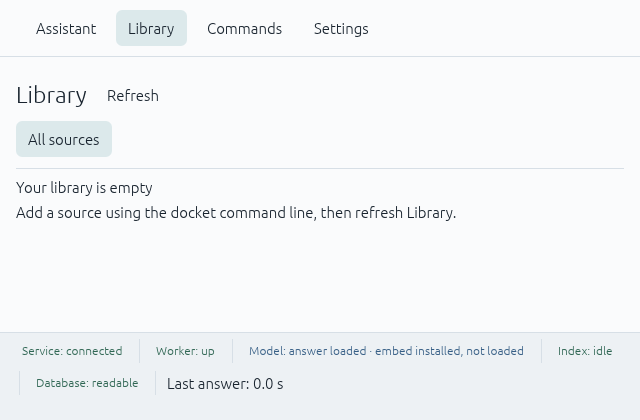 Assistant Library Commands Settings
Library Refresh
All sources
Your library is empty
Add a source using the docket command line, then refresh Library.
Service: connected Worker: up Model: answer loaded · embed installed, not loaded Index: idle
Database: readable Last answer: 0.0 s